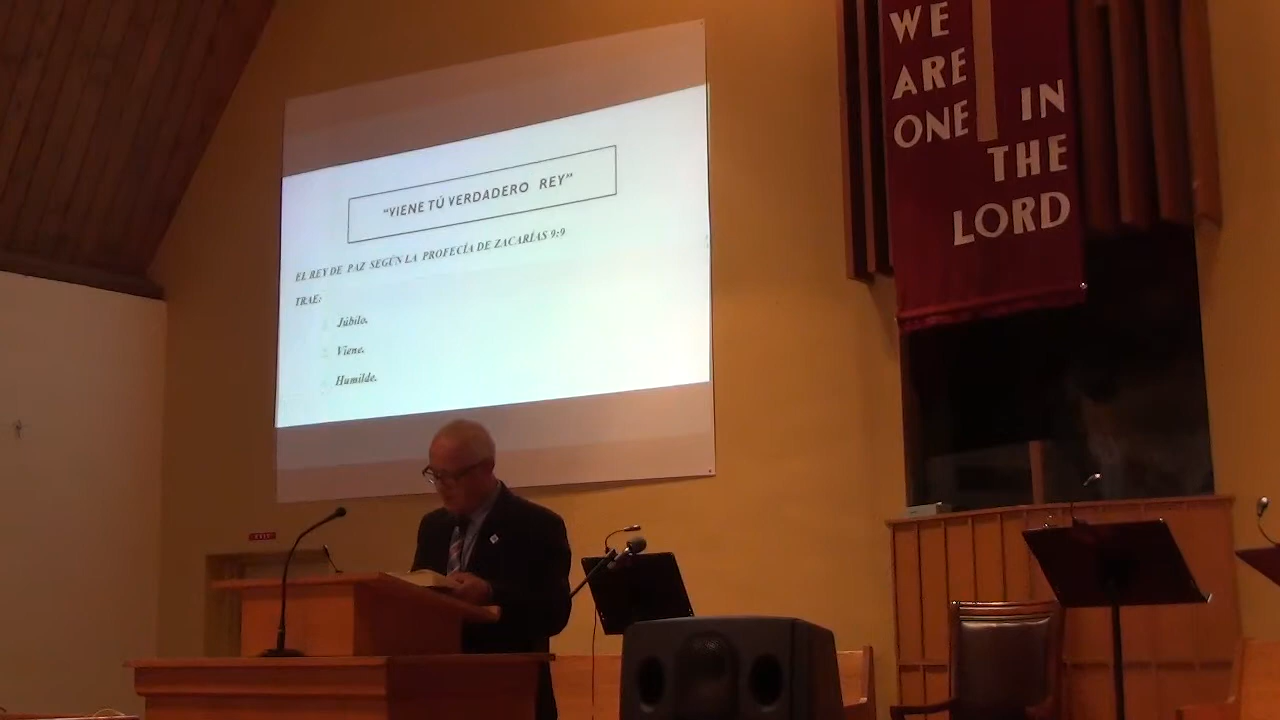 "VIENE TÚ VERDADERO REY"
EL REY DE PAZ SEGÚN LA PROFECÍA DE ZACARÍAS 9:9
TRAE:
Júbilo.
Viene.
Humilde.
WE
ARE
ONE
IN
THE
LORD
EXIT